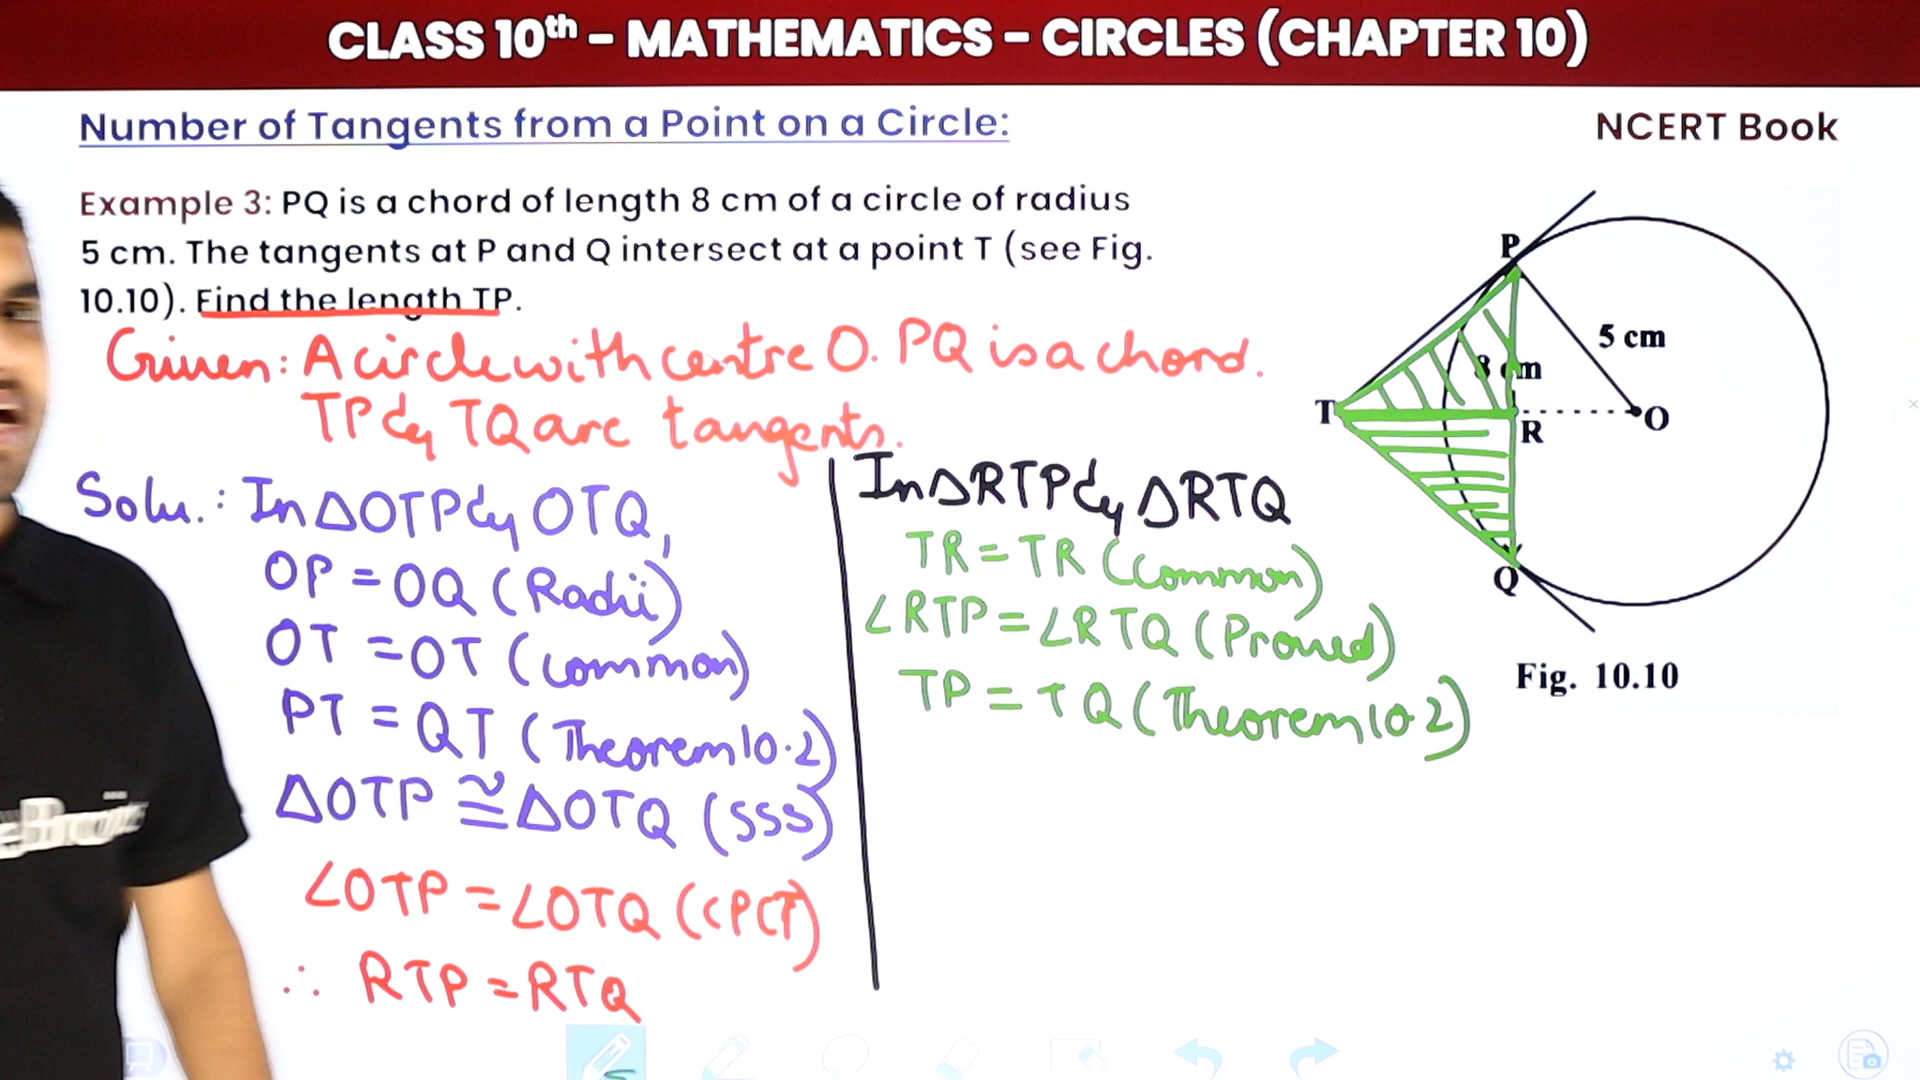 CLASS 10th - MATHEMATICS - CIRCLES (CHAPTER 10)
Number of Tangents from a Point on a Circle:
NCERT Book
Example 3: PQ is a chord of length 8 cm of a circle of radius
5 cm. The tangents at P and Q intersect at a point T (see Fig.
10.10). Find the length TP.
Given: A circle with centre O. PQ is a chord.
TP & TQ are tangents.
Solu.: In △OTP & OTQ,
OP = OQ (Radii)
OT = OT (common)
PT = QT (Theorem 10.2)
△OTP ≅ △OTQ (SSS)
∠OTP = ∠OTQ (CPCT)
∴ RTP = RTQ
In △RTP & △RTQ
TR = TR (Common)
∠RTP = ∠RTQ (Proved)
TP = TQ (Theorem 10.2)
P
5 cm
8 cm
T
R
O
Q
Fig. 10.10